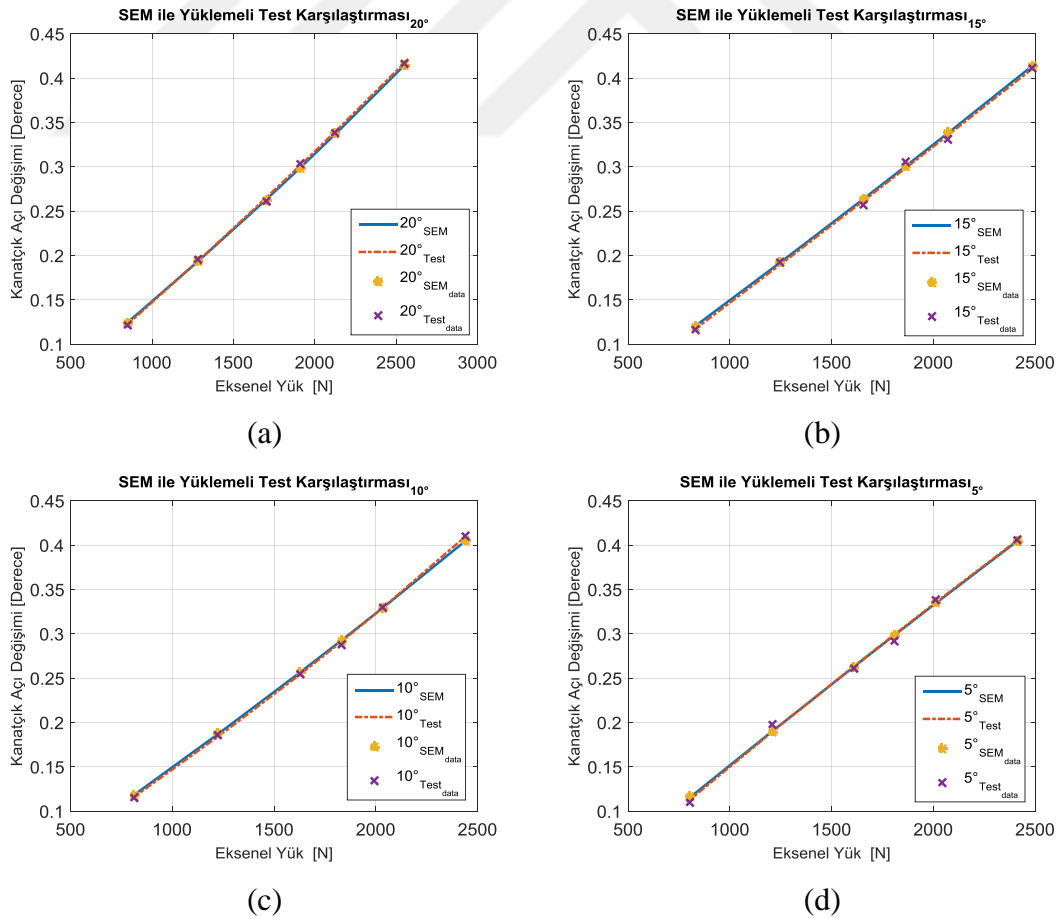 SEM ile Yüklemeli Test Karşılaştırması20°
0.45
0.4
0.35
0.3
0.25
0.2
0.15
0.1
Kanatçık Açı Değişimi [Derece]
20°SEM
20°Test
20°SEMdata
20°Testdata
500 1000 1500 2000 2500 3000
Eksenel Yük [N]
(a)
SEM ile Yüklemeli Test Karşılaştırması15°
0.45
0.4
0.35
0.3
0.25
0.2
0.15
0.1
Kanatçık Açı Değişimi [Derece]
15°SEM
15°Test
15°SEMdata
15°Testdata
500 1000 1500 2000 2500
Eksenel Yük [N]
(b)
SEM ile Yüklemeli Test Karşılaştırması10°
0.45
0.4
0.35
0.3
0.25
0.2
0.15
0.1
Kanatçık Açı Değişimi [Derece]
10°SEM
10°Test
10°SEMdata
10°Testdata
500 1000 1500 2000 2500
Eksenel Yük [N]
(c)
SEM ile Yüklemeli Test Karşılaştırması5°
0.45
0.4
0.35
0.3
0.25
0.2
0.15
0.1
Kanatçık Açı Değişimi [Derece]
5°SEM
5°Test
5°SEMdata
5°Testdata
500 1000 1500 2000 2500
Eksenel Yük [N]
(d)